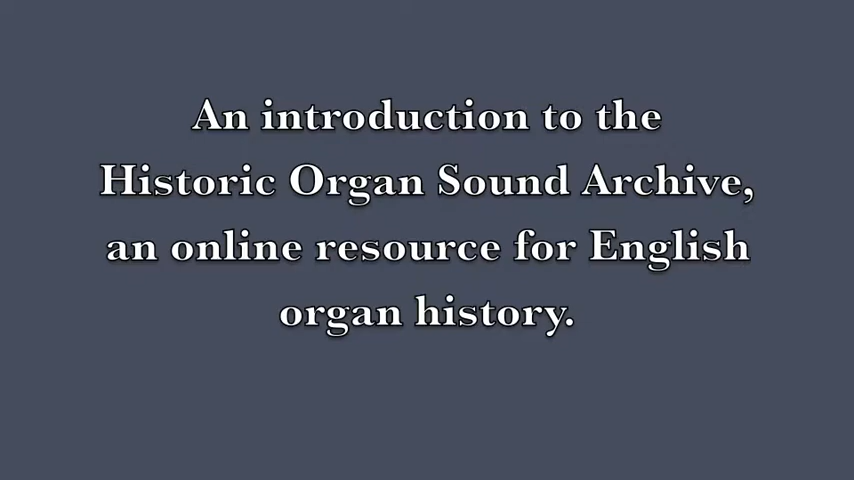 An introduction to the
Historic Organ Sound Archive,
an online resource for English
organ history.